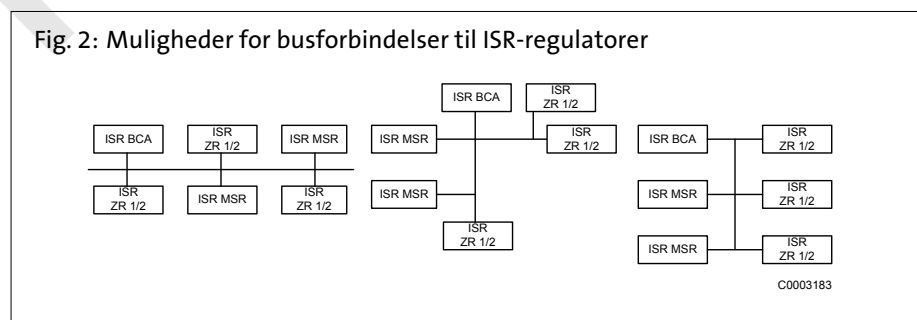 Fig. 2: Muligheder for busforbindelser til ISR-regulatorer
ISR BCA
ISR
ZR 1/2
ISR MSR
ISR
ZR 1/2
ISR MSR
ISR
ZR 1/2
ISR BCA
ISR
ZR 1/2
ISR MSR
ISR
ZR 1/2
ISR MSR
ISR
ZR 1/2
ISR BCA
ISR
ZR 1/2
ISR MSR
ISR
ZR 1/2
ISR MSR
ISR
ZR 1/2
C0003183